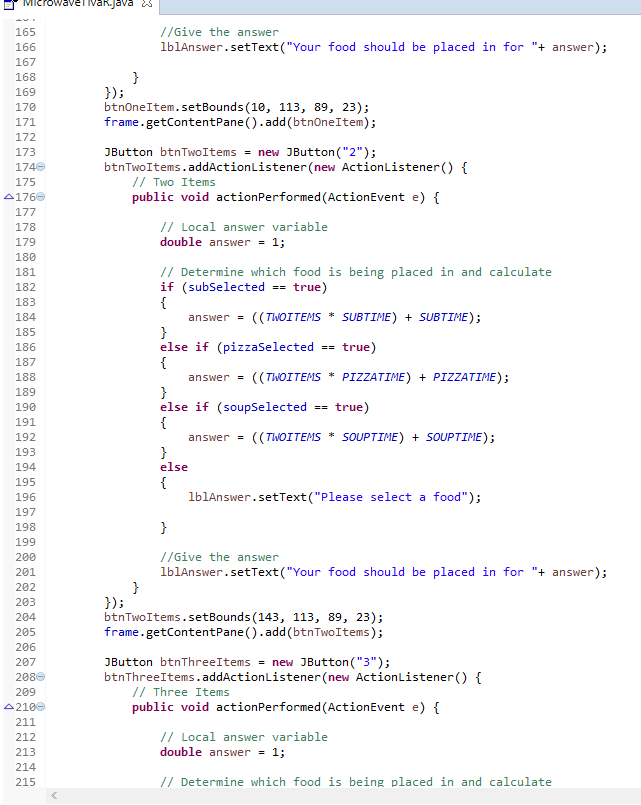 MicrowaveTivaR.java
164
165 //Give the answer
166 lblAnswer.setText("Your food should be placed in for "+ answer);
167
168 }
169 });
170 btnOneItem.setBounds(10, 113, 89, 23);
171 frame.getContentPane().add(btnOneItem);
172
173 JButton btnTwoItems = new JButton("2");
174 btnTwoItems.addActionListener(new ActionListener() {
175 // Two Items
176 public void actionPerformed(ActionEvent e) {
177
178 // Local answer variable
179 double answer = 1;
180
181 // Determine which food is being placed in and calculate
182 if (subSelected == true)
183 {
184 answer = ((TWOITEMS * SUBTIME) + SUBTIME);
185 }
186 else if (pizzaSelected == true)
187 {
188 answer = ((TWOITEMS * PIZZATIME) + PIZZATIME);
189 }
190 else if (soupSelected == true)
191 {
192 answer = ((TWOITEMS * SOUPTIME) + SOUPTIME);
193 }
194 else
195 {
196 lblAnswer.setText("Please select a food");
197
198 }
199
200 //Give the answer
201 lblAnswer.setText("Your food should be placed in for "+ answer);
202 }
203 });
204 btnTwoItems.setBounds(143, 113, 89, 23);
205 frame.getContentPane().add(btnTwoItems);
206
207 JButton btnThreeItems = new JButton("3");
208 btnThreeItems.addActionListener(new ActionListener() {
209 // Three Items
210 public void actionPerformed(ActionEvent e) {
211
212 // Local answer variable
213 double answer = 1;
214
215 // Determine which food is being placed in and calculate